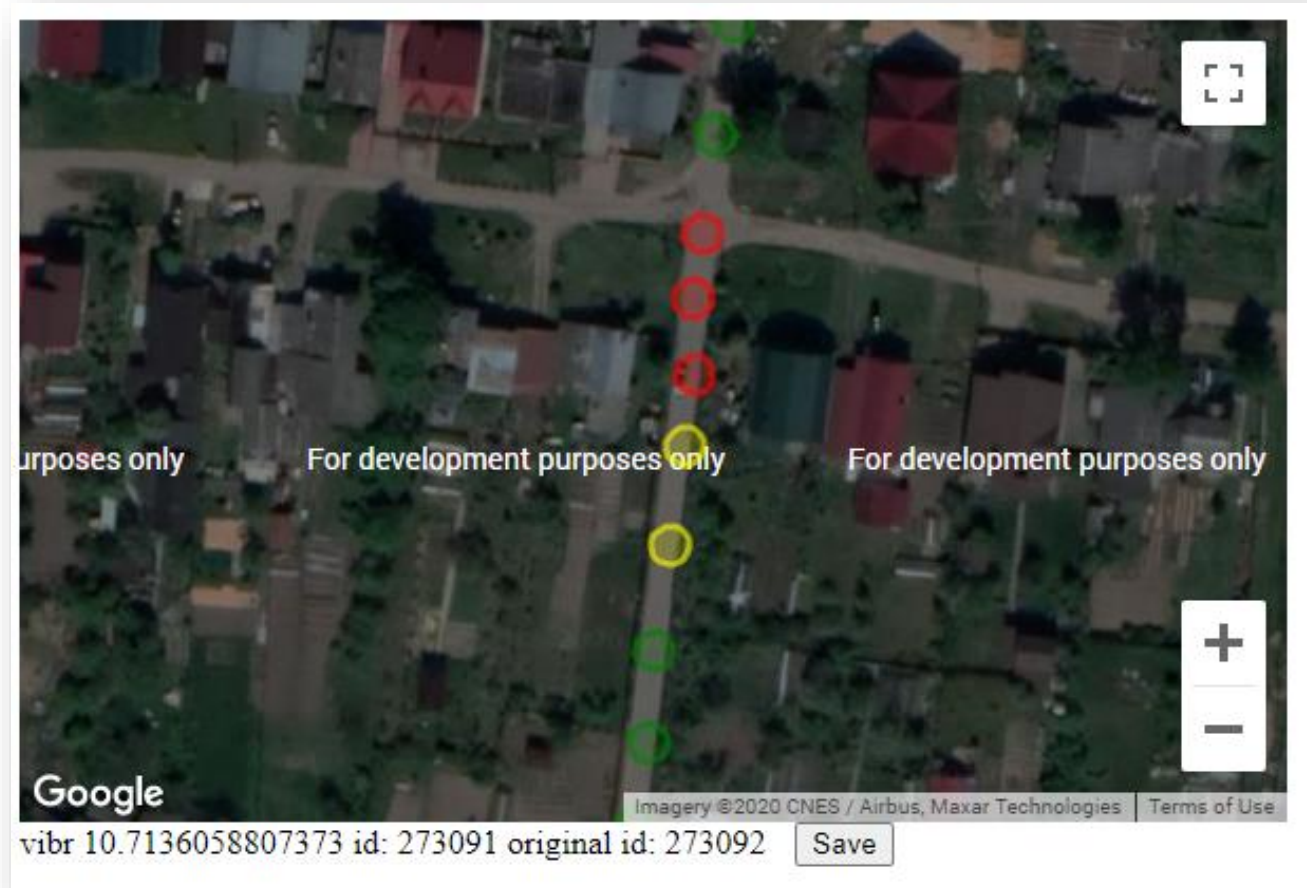 urposes only
For development purposes only
For development purposes only
Google
Imagery ©2020 CNES / Airbus, Maxar Technologies
Terms of Use
vibr 10.7136058807373 id: 273091 original id: 273092
Save